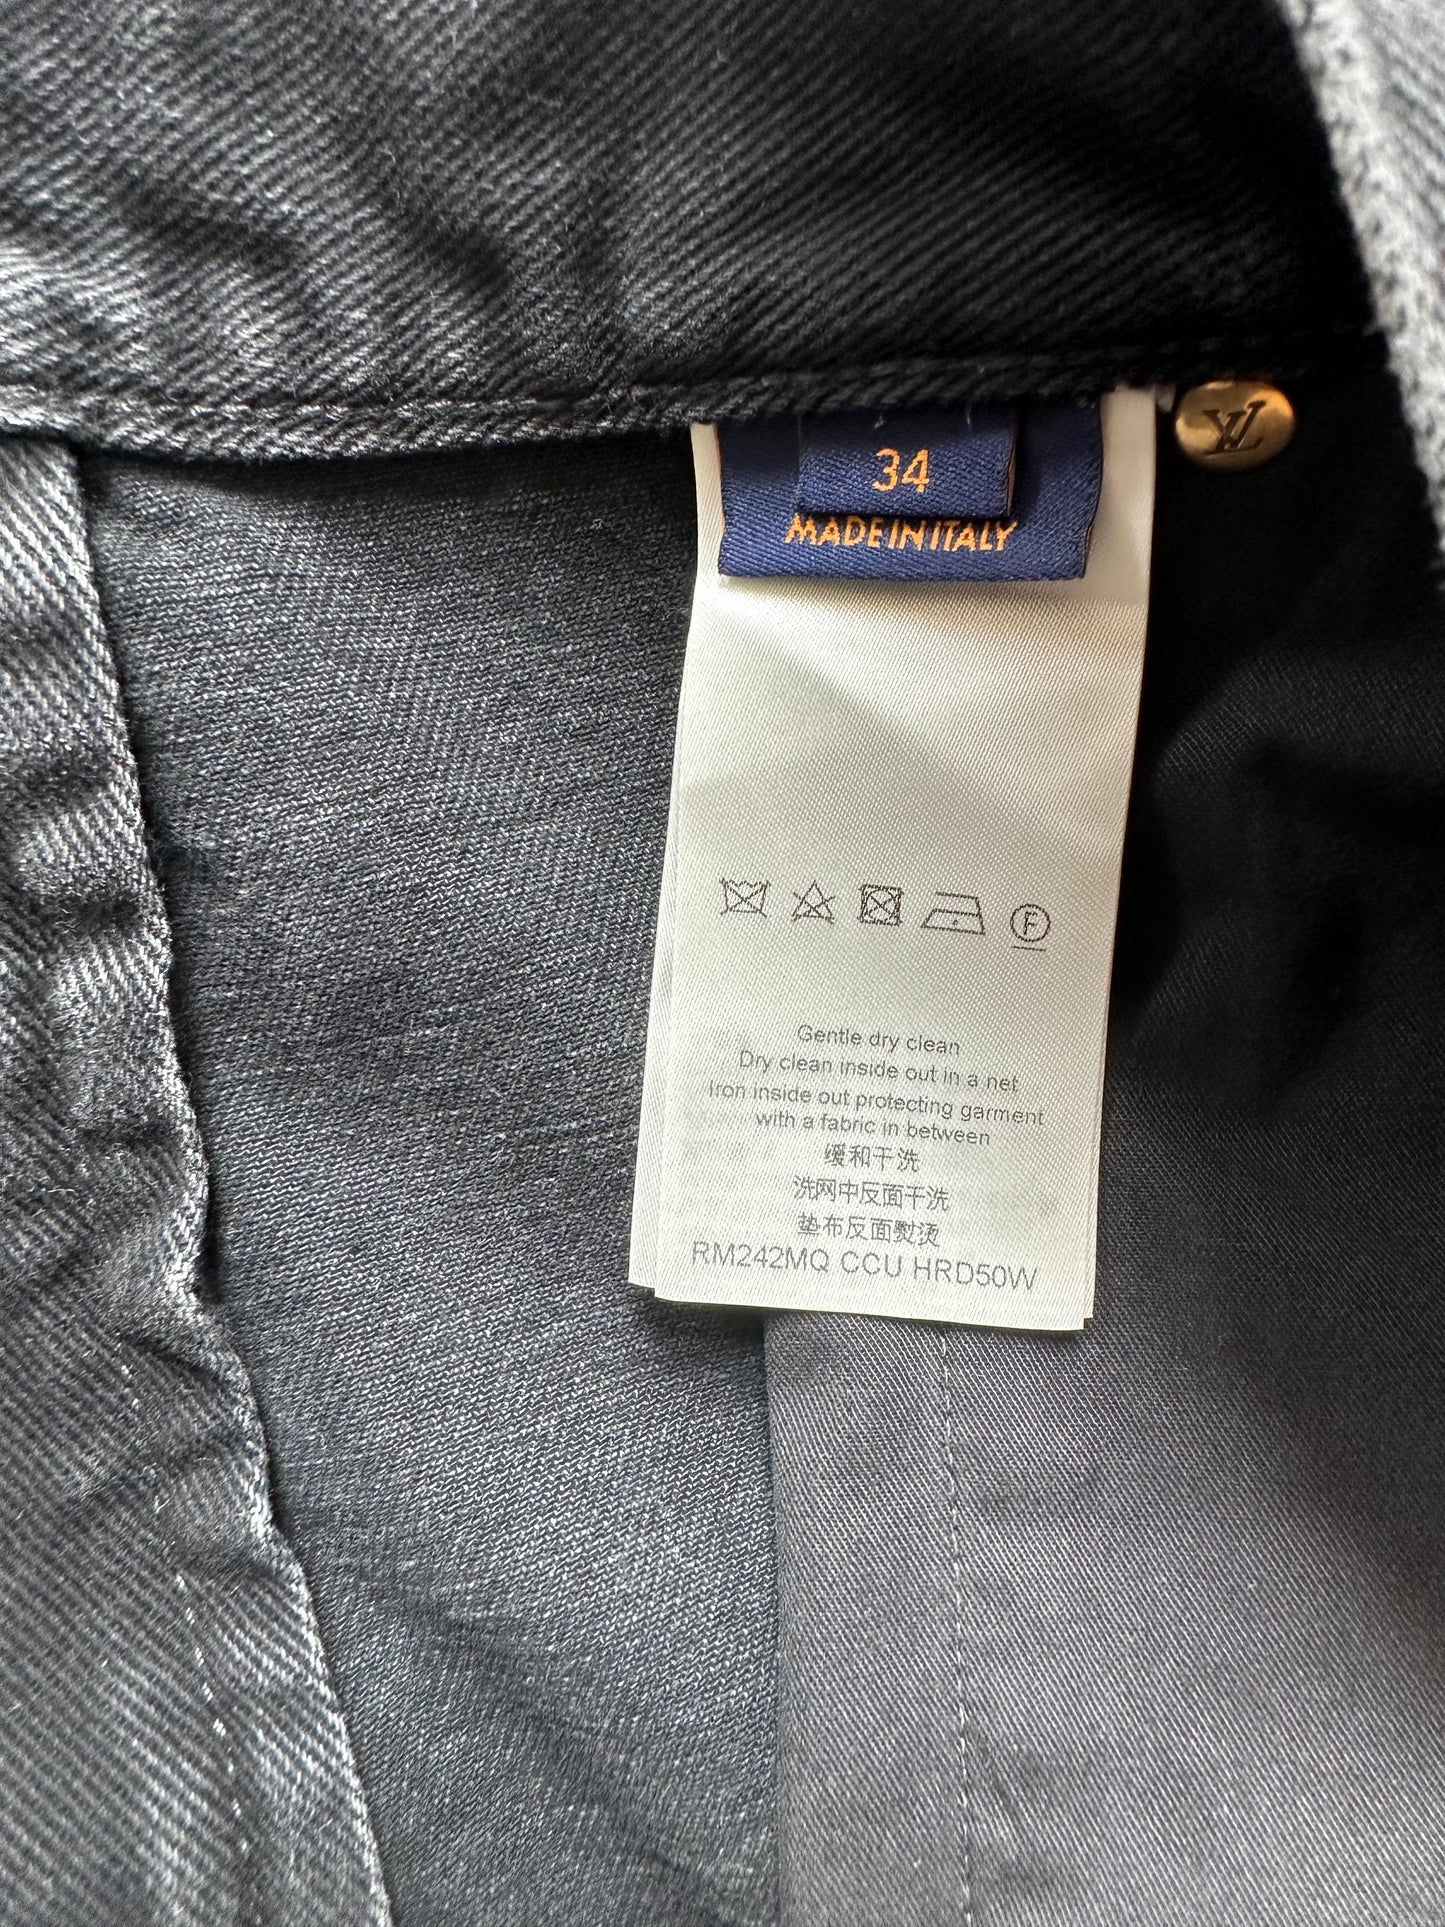 34
MADE IN ITALY
LV
F
Gentle dry clean
Dry clean inside out in a net
Iron inside out protecting garment
with a fabric in between
缓和干洗
洗网中反面干洗
垫布反面熨烫
RM242MQ CCU HRD50W